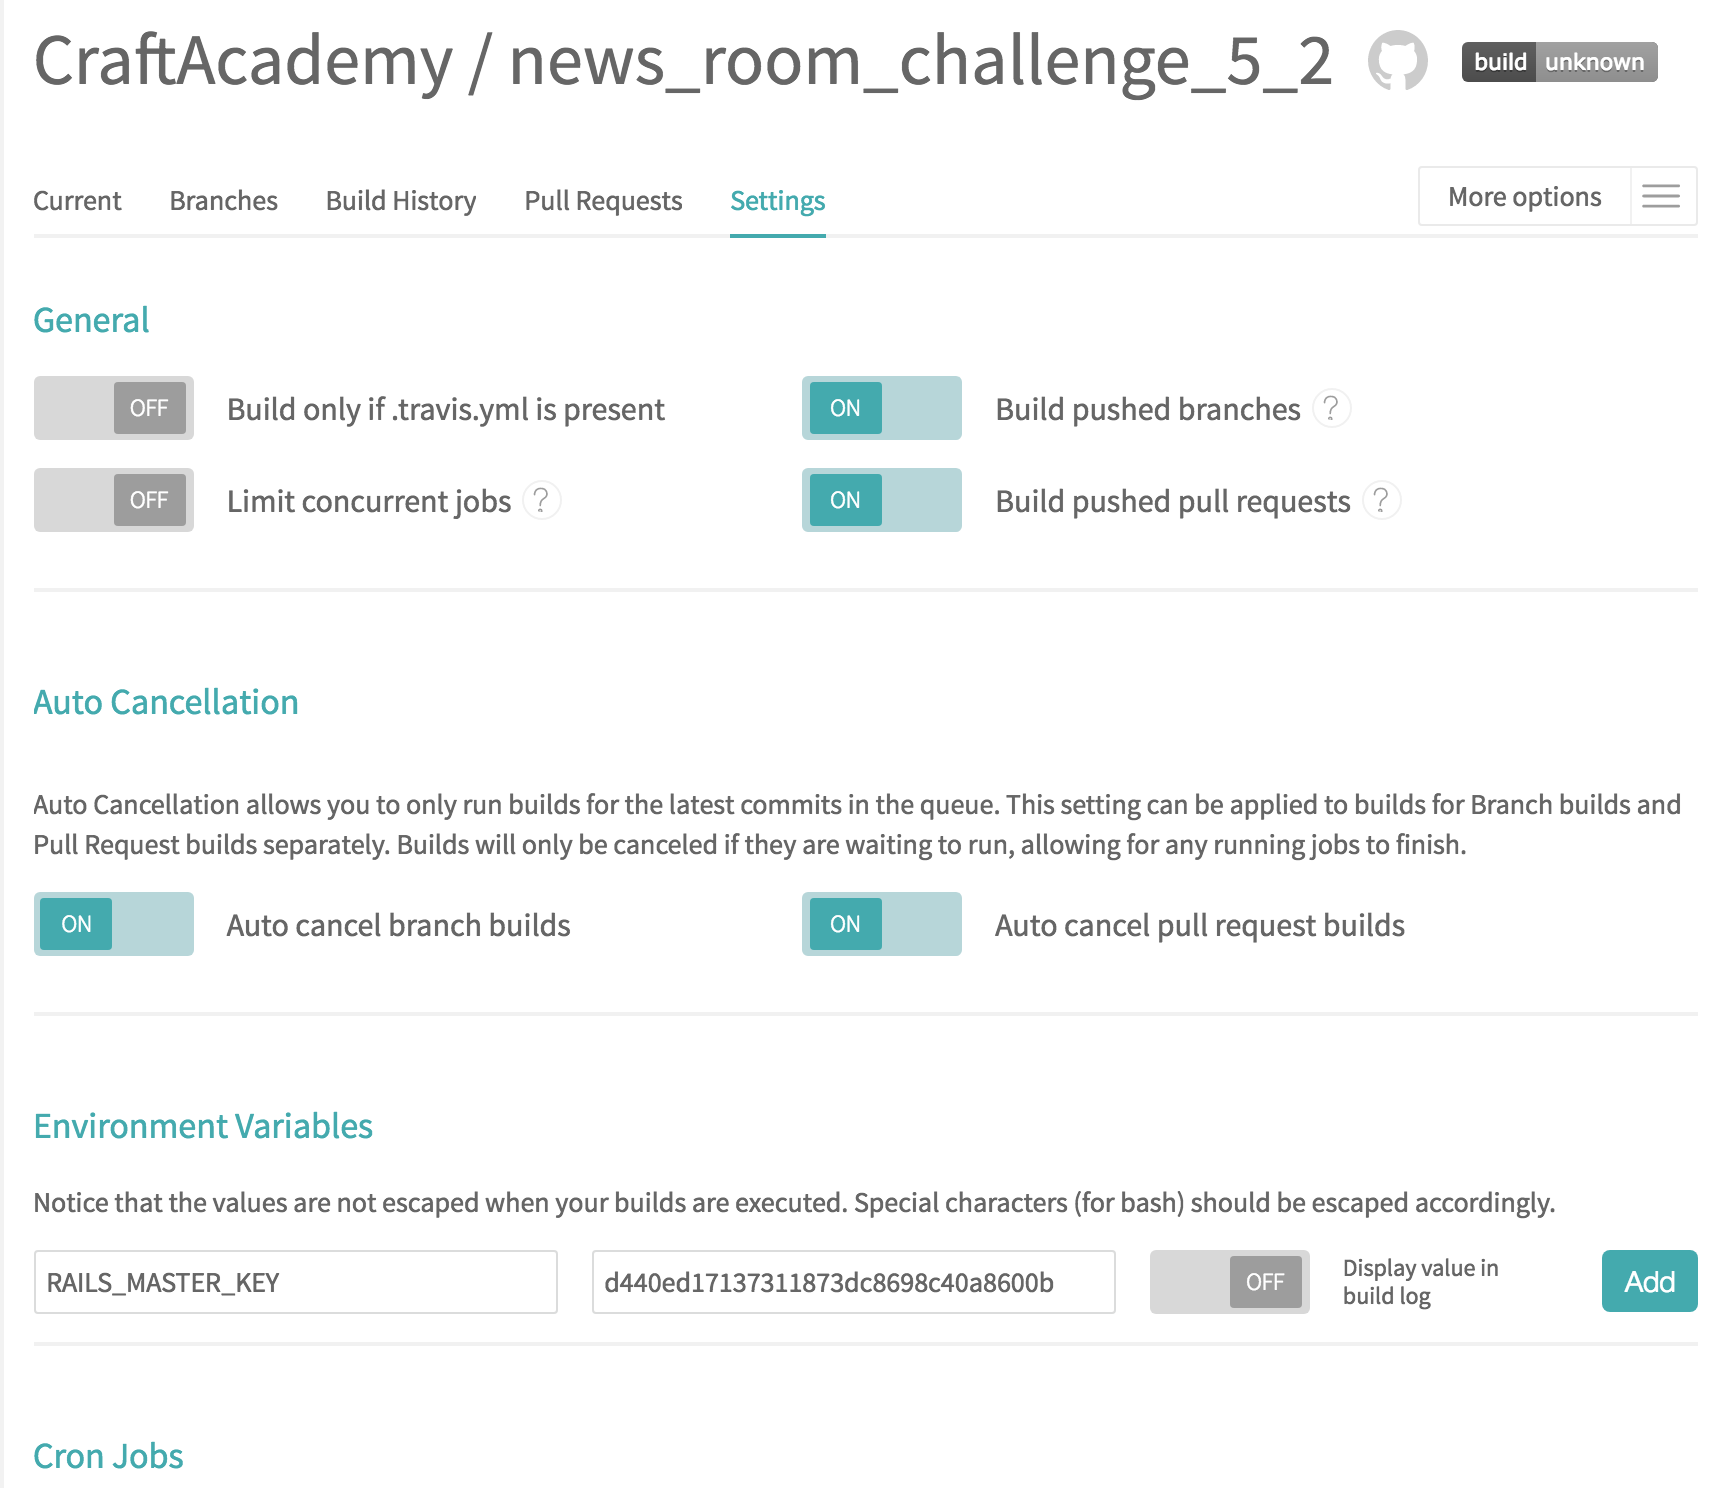 CraftAcademy / news_room_challenge_5_2
build unknown
Current Branches Build History Pull Requests Settings
More options
General
OFF Build only if .travis.yml is present
ON Build pushed branches ?
OFF Limit concurrent jobs ?
ON Build pushed pull requests ?
Auto Cancellation
Auto Cancellation allows you to only run builds for the latest commits in the queue. This setting can be applied to builds for Branch builds and
Pull Request builds separately. Builds will only be canceled if they are waiting to run, allowing for any running jobs to finish.
ON Auto cancel branch builds
ON Auto cancel pull request builds
Environment Variables
Notice that the values are not escaped when your builds are executed. Special characters (for bash) should be escaped accordingly.
RAILS_MASTER_KEY
d440ed17137311873dc8698c40a8600b
OFF
Display value in
build log
Add
Cron Jobs